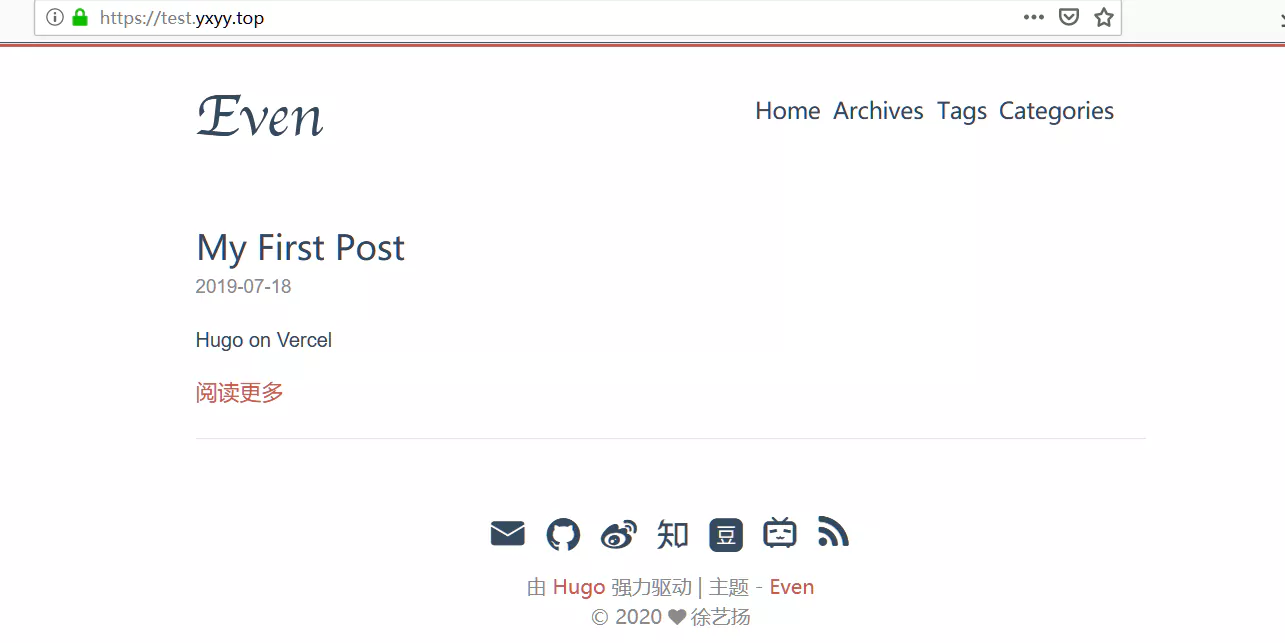 https://test.yxyy.top
Even
Home Archives Tags Categories
My First Post
2019-07-18
Hugo on Vercel
阅读更多
知 豆
由 Hugo 强力驱动 | 主题 - Even
© 2020 ❤ 徐艺扬